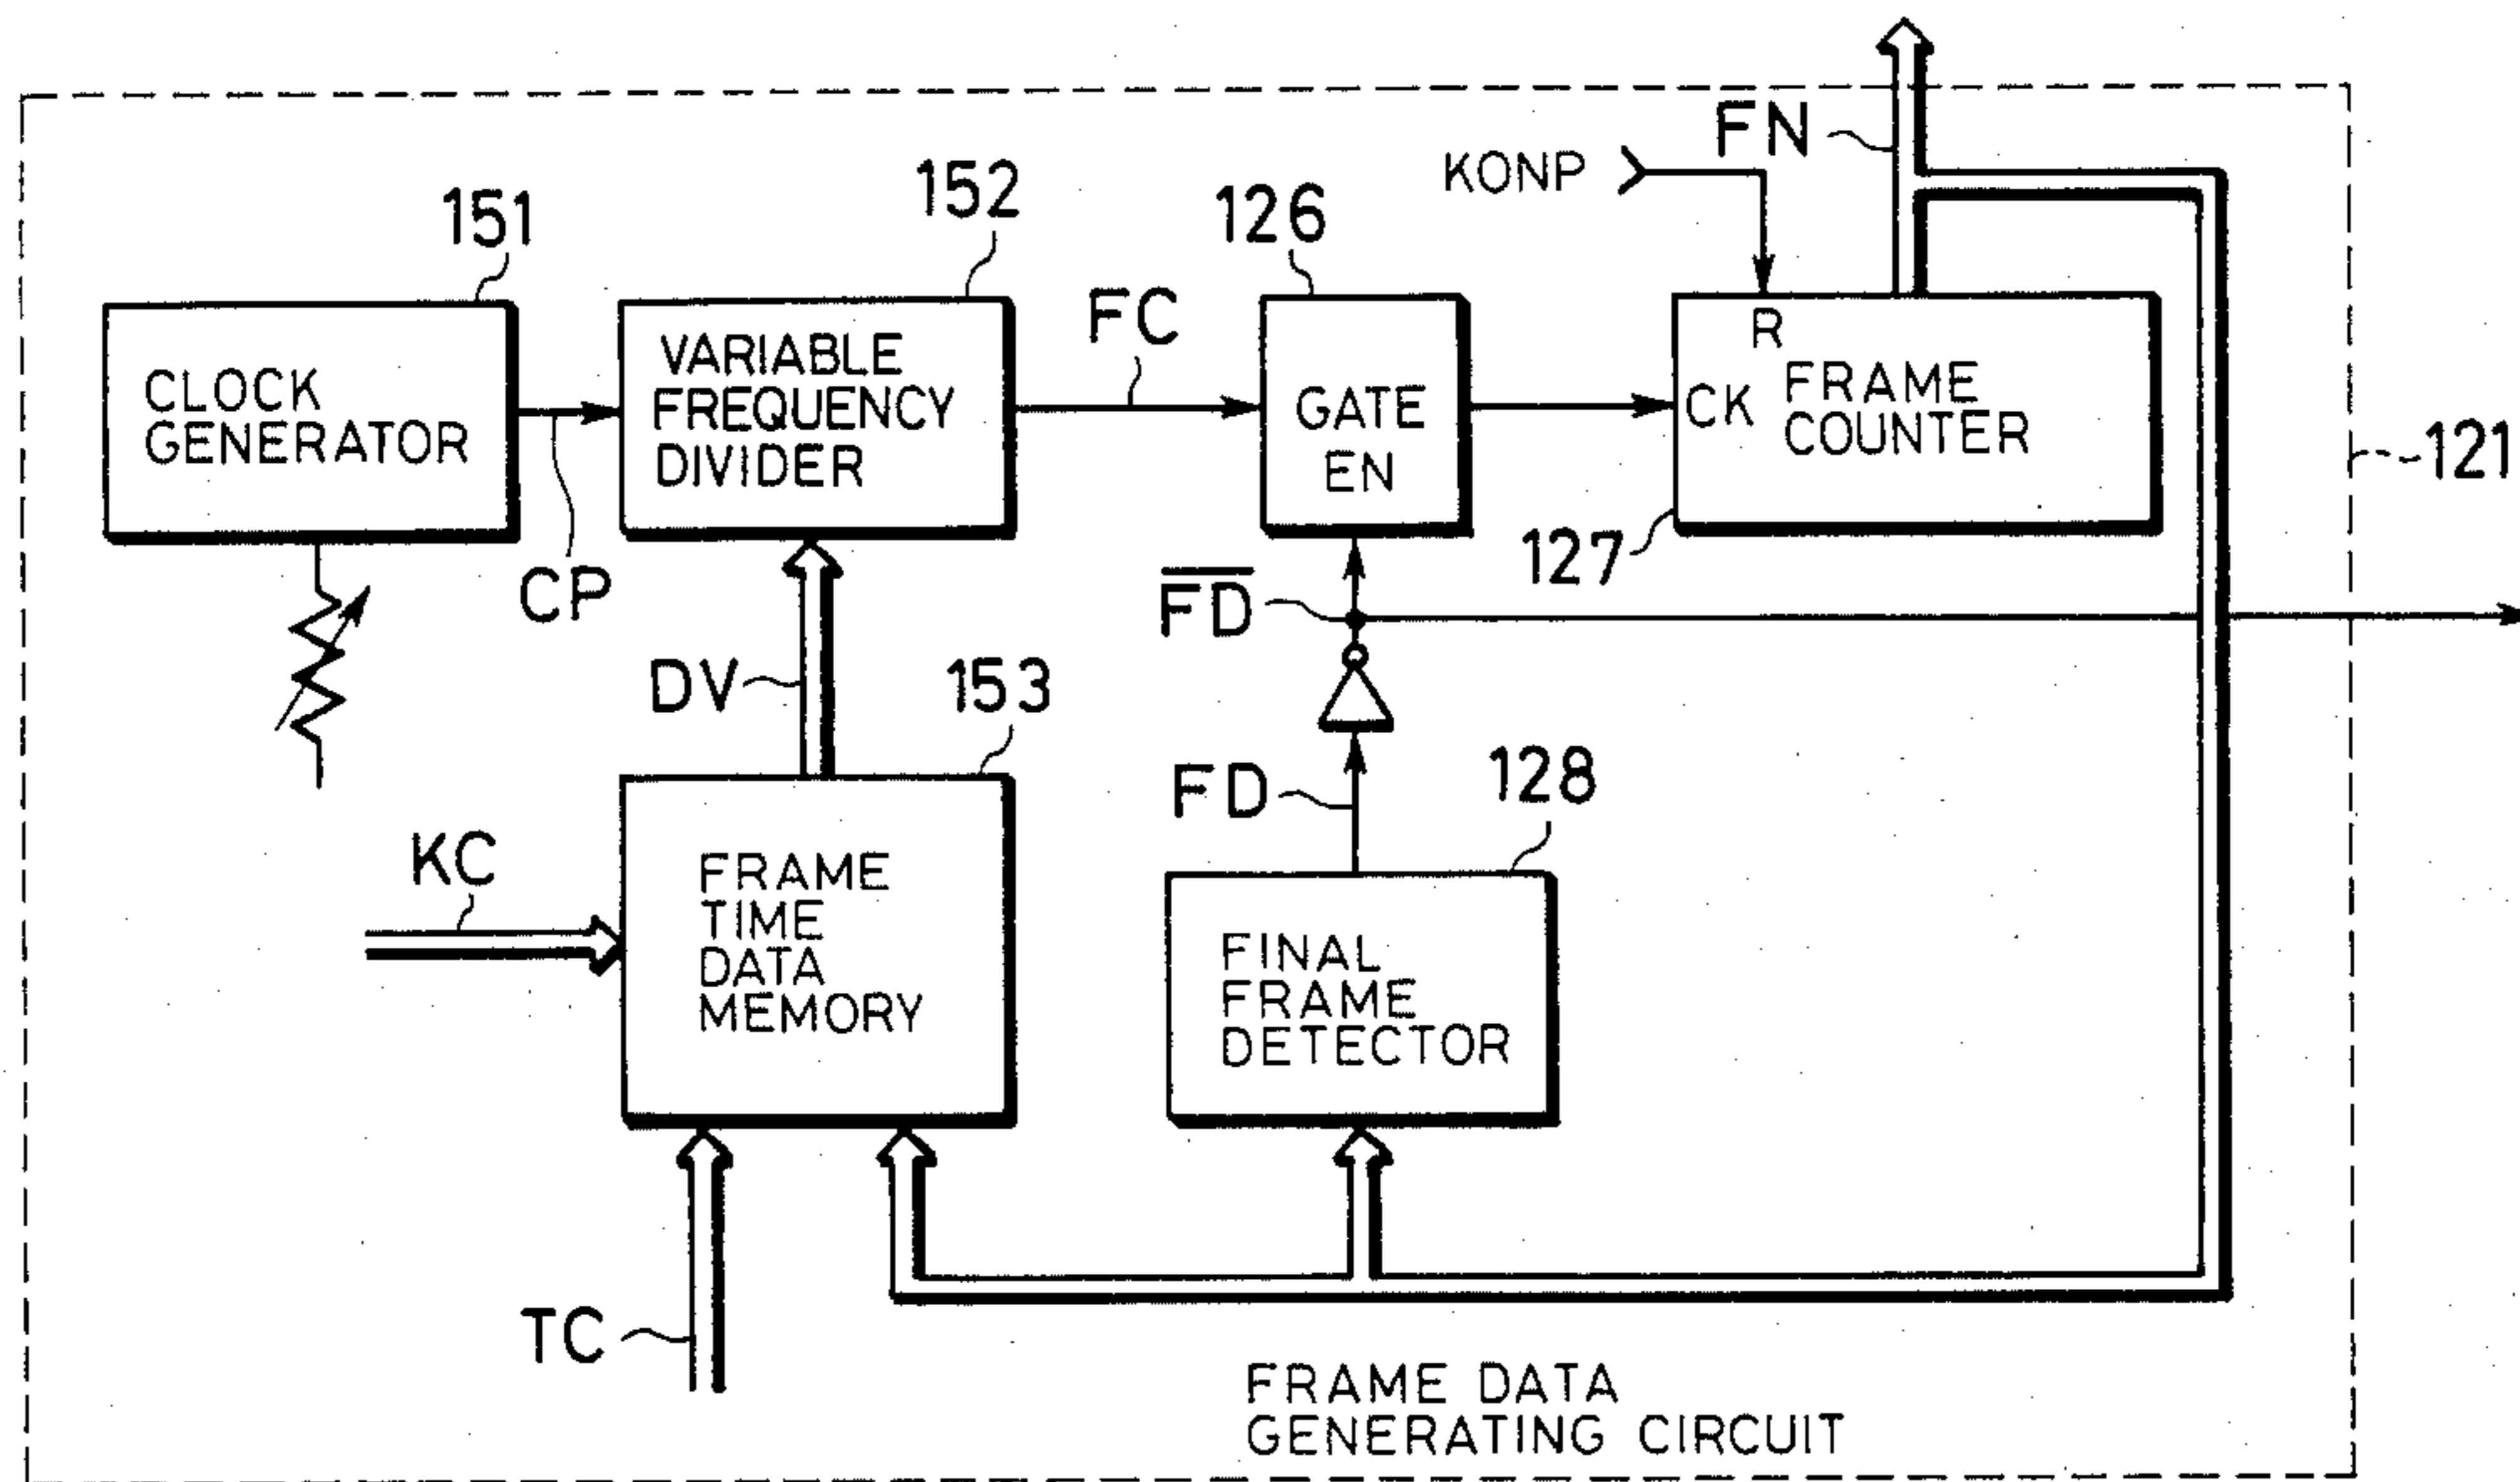 FN
KONP
151
152
126
FC
R
CLOCK
GENERATOR
VARIABLE
FREQUENCY
DIVIDER
GATE
EN
CK
FRAME
COUNTER
121
127
CP
F̅D̅
DV
153
FD
128
KC
FRAME
TIME
DATA
MEMORY
FINAL
FRAME
DETECTOR
TC
FRAME DATA
GENERATING CIRCUIT